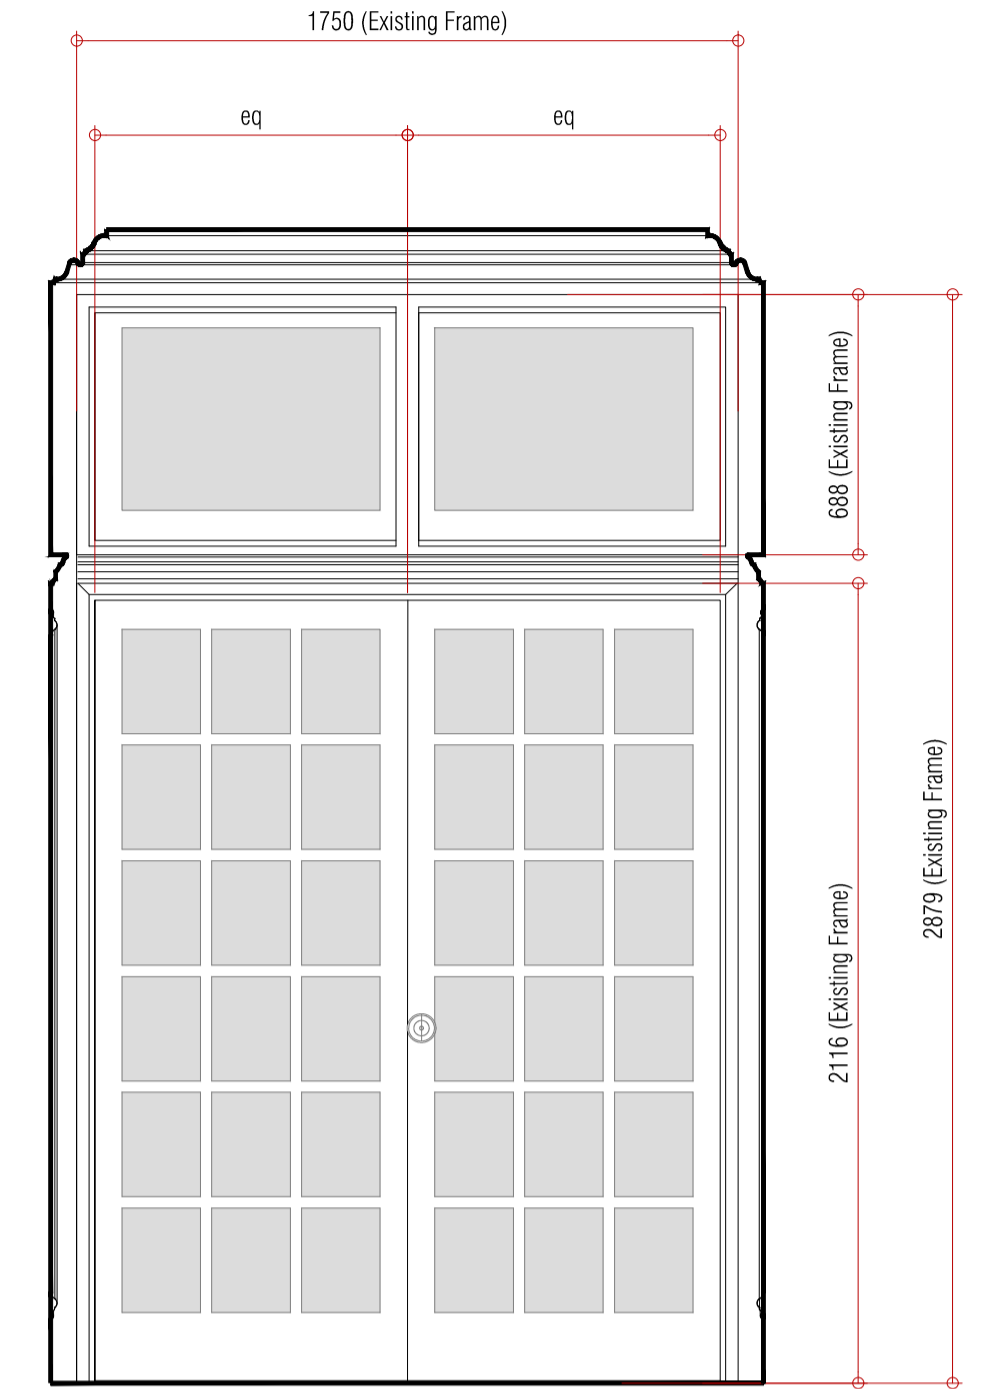 1750 (Existing Frame)
eq
eq
688 (Existing Frame)
2879 (Existing Frame)
2116 (Existing Frame)